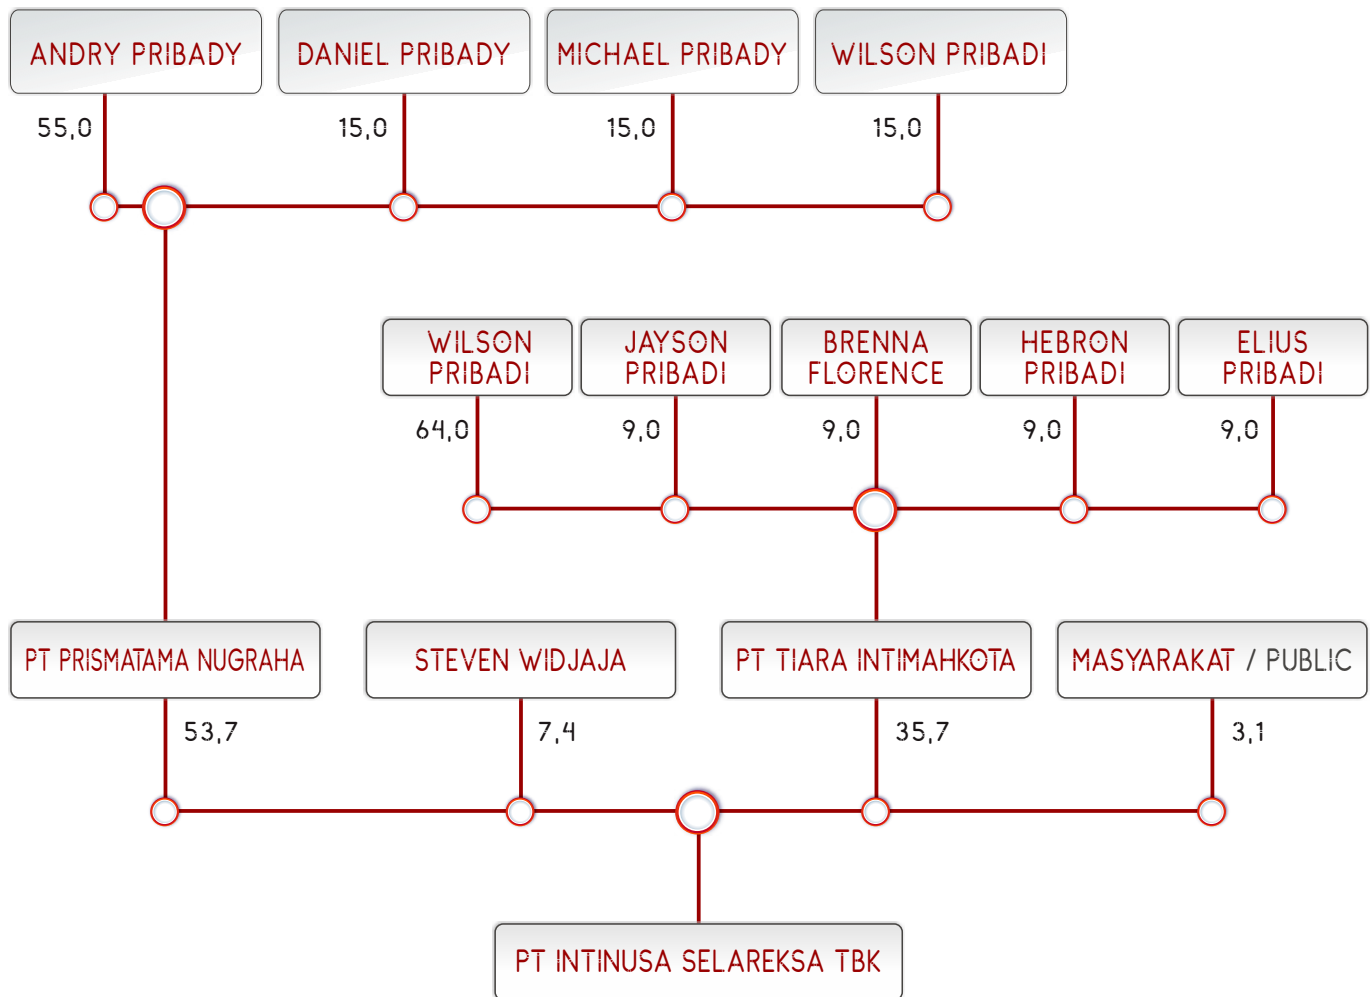 ANDRY PRIBADY
DANIEL PRIBADY
MICHAEL PRIBADY
WILSON PRIBADI
55,0
15,0
15,0
15,0
WILSON
PRIBADI
JAYSON
PRIBADI
BRENNA
FLORENCE
HEBRON
PRIBADI
ELIUS
PRIBADI
64,0
9,0
9,0
9,0
9,0
PT PRISMATAMA NUGRAHA
STEVEN WIDJAJA
PT TIARA INTIMAHKOTA
MASYARAKAT / PUBLIC
53,7
7,4
35,7
3,1
PT INTINUSA SELAREKSA TBK